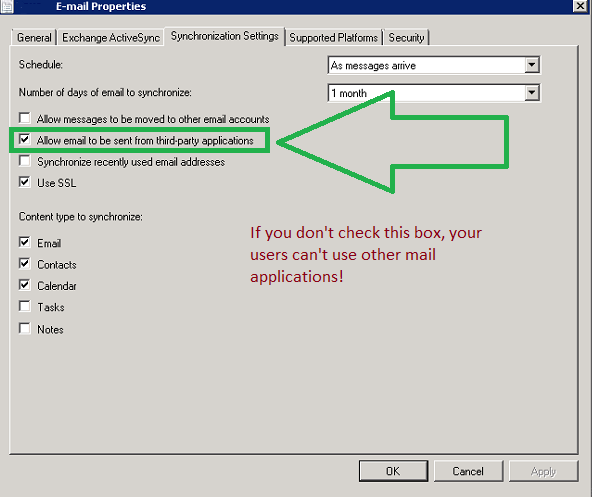 E-mail Properties
General Exchange ActiveSync Synchronization Settings Supported Platforms Security
Schedule: As messages arrive
Number of days of email to synchronize: 1 month
Allow messages to be moved to other email accounts
Allow email to be sent from third-party applications
Synchronize recently used email addresses
Use SSL
Content type to synchronize:
Email
Contacts
Calendar
Tasks
Notes
If you don't check this box, your
users can't use other mail
applications!
OK Cancel Apply